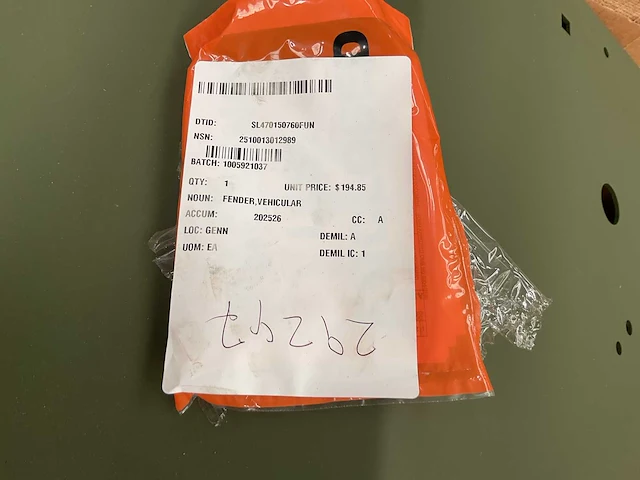 DTID: SL470150760FUN
NSN: 2510013012989
BATCH: 1005921037
QTY: 1 UNIT PRICE: $194.85
NOUN: FENDER,VEHICULAR
ACCUM: 202526 CC: A
LOC: GENN DEMIL: A
UOM: EA DEMIL IC: 1
29297